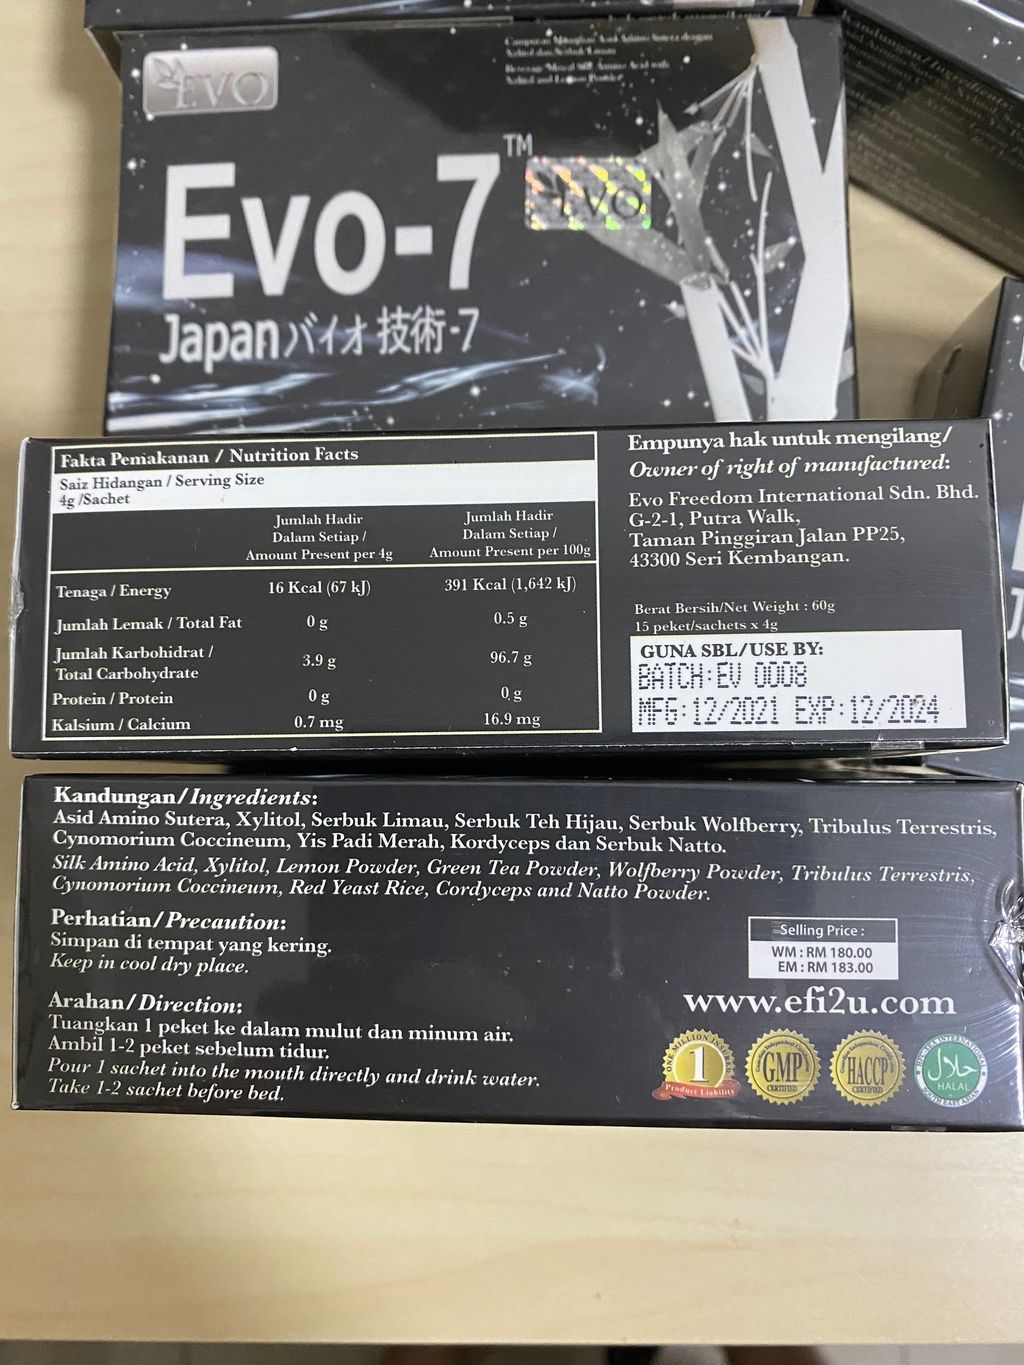 EVO
Evo-7
TM
EVO
Japanバイオ 技術-7
Fakta Pemakanan / Nutrition Facts
Saiz Hidangan / Serving Size
4g /Sachet
Jumlah Hadir
Dalam Setiap /
Amount Present per 4g
Jumlah Hadir
Dalam Setiap /
Amount Present per 100g
Tenaga / Energy 16 Kcal (67 kJ) 391 Kcal (1,642 kJ)
Jumlah Lemak / Total Fat 0 g 0.5 g
Jumlah Karbohidrat /
Total Carbohydrate 3.9 g 96.7 g
Protein / Protein 0 g 0 g
Kalsium / Calcium 0.7 mg 16.9 mg
Empunya hak untuk mengilang/
Owner of right of manufactured:
Evo Freedom International Sdn. Bhd.
G-2-1, Putra Walk,
Taman Pinggiran Jalan PP25,
43300 Seri Kembangan.
Berat Bersih/Net Weight : 60g
15 peket/sachets x 4g
GUNA SBL/USE BY:
BATCH:EV 0008
MFG:12/2021 EXP:12/2024
Kandungan/Ingredients:
Asid Amino Sutera, Xylitol, Serbuk Limau, Serbuk Teh Hijau, Serbuk Wolfberry, Tribulus Terrestris,
Cynomorium Coccineum, Yis Padi Merah, Kordyceps dan Serbuk Natto.
Silk Amino Acid, Xylitol, Lemon Powder, Green Tea Powder, Wolfberry Powder, Tribulus Terrestris,
Cynomorium Coccineum, Red Yeast Rice, Cordyceps and Natto Powder.
Perhatian/Precaution:
Simpan di tempat yang kering.
Keep in cool dry place.
Arahan/Direction:
Tuangkan 1 peket ke dalam mulut dan minum air.
Ambil 1-2 peket sebelum tidur.
Pour 1 sachet into the mouth directly and drink water.
Take 1-2 sachet before bed.
Selling Price :
WM : RM 180.00
EM : RM 183.00
www.efi2u.com
1
Product Liability
GMP
CERTIFIED
HACCP
CERTIFIED
حلال
HALAL